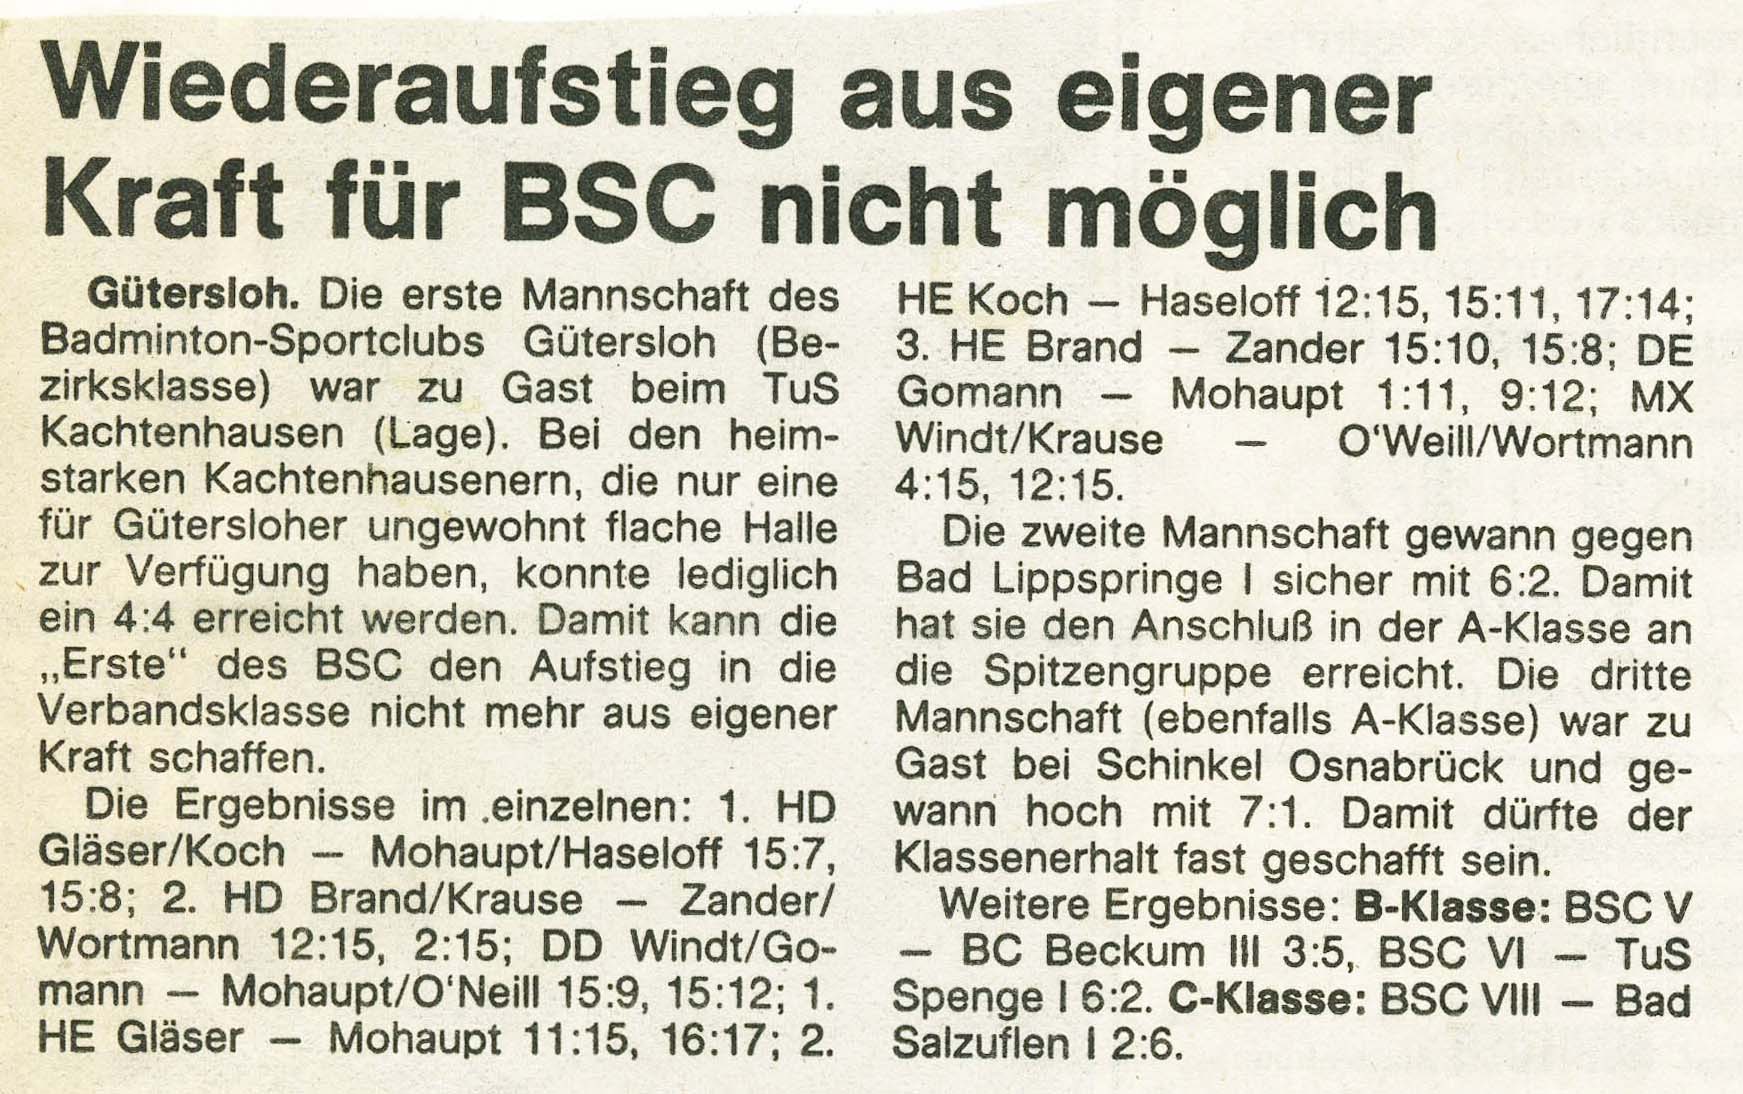 Wiederaufstieg aus eigener
Kraft für BSC nicht möglich
Gütersloh. Die erste Mannschaft des
Badminton-Sportclubs Gütersloh (Be-
zirksklasse) war zu Gast beim TuS
Kachtenhausen (Lage). Bei den heim-
starken Kachtenhausenern, die nur eine
für Gütersloher ungewohnt flache Halle
zur Verfügung haben, konnte lediglich
ein 4:4 erreicht werden. Damit kann die
„Erste“ des BSC den Aufstieg in die
Verbandsklasse nicht mehr aus eigener
Kraft schaffen.
Die Ergebnisse im einzelnen: 1. HD
Gläser/Koch — Mohaupt/Haseloff 15:7,
15:8; 2. HD Brand/Krause — Zander/
Wortmann 12:15, 2:15; DD Windt/Go-
mann — Mohaupt/O'Neill 15:9, 15:12; 1.
HE Gläser — Mohaupt 11:15, 16:17; 2.
HE Koch — Haseloff 12:15, 15:11, 17:14;
3. HE Brand — Zander 15:10, 15:8; DE
Gomann — Mohaupt 1:11, 9:12; MX
Windt/Krause — O'Weill/Wortmann
4:15, 12:15.
Die zweite Mannschaft gewann gegen
Bad Lippspringe I sicher mit 6:2. Damit
hat sie den Anschluß in der A-Klasse an
die Spitzengruppe erreicht. Die dritte
Mannschaft (ebenfalls A-Klasse) war zu
Gast bei Schinkel Osnabrück und ge-
wann hoch mit 7:1. Damit dürfte der
Klassenerhalt fast geschafft sein.
Weitere Ergebnisse: B-Klasse: BSC V
— BC Beckum III 3:5, BSC VI — TuS
Spenge I 6:2. C-Klasse: BSC VIII — Bad
Salzuflen I 2:6.